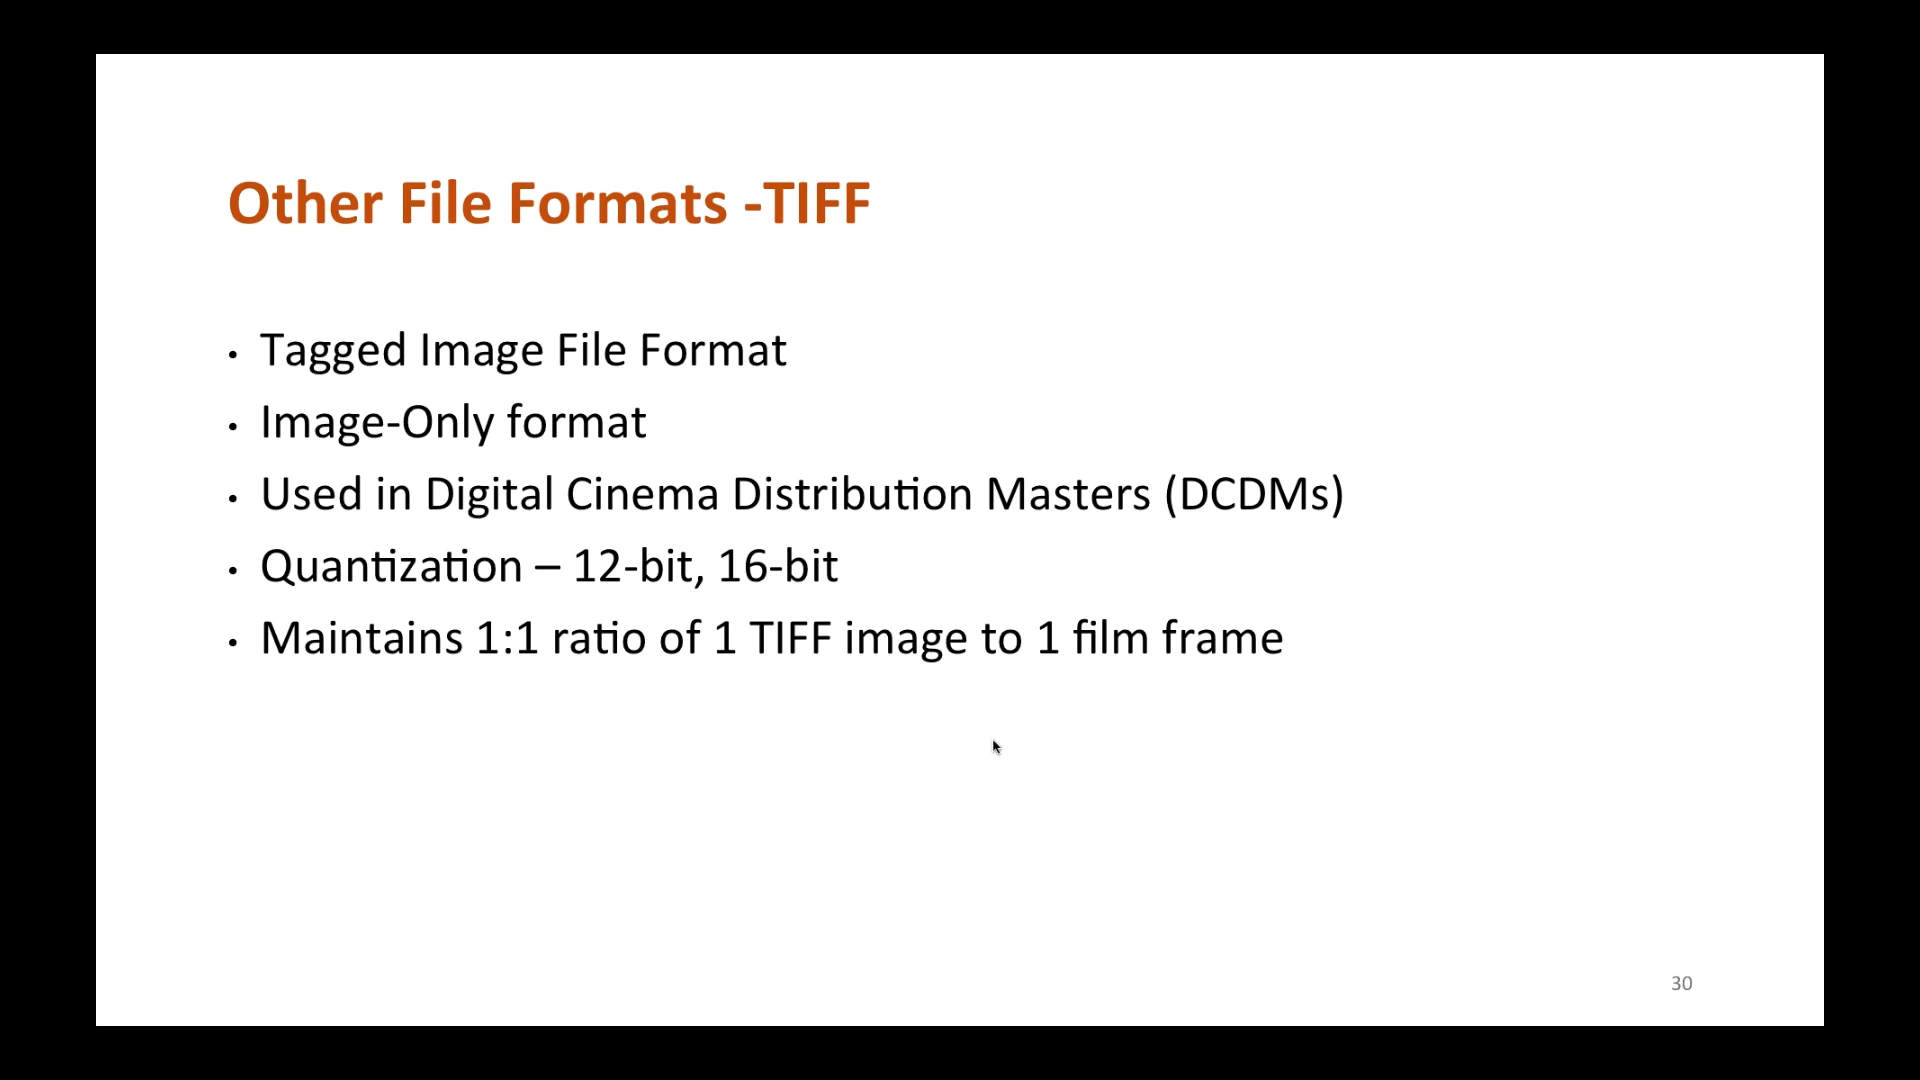 Other File Formats -TIFF
• Tagged Image File Format
• Image-Only format
• Used in Digital Cinema Distribution Masters (DCDMs)
• Quantization – 12-bit, 16-bit
• Maintains 1:1 ratio of 1 TIFF image to 1 film frame
30